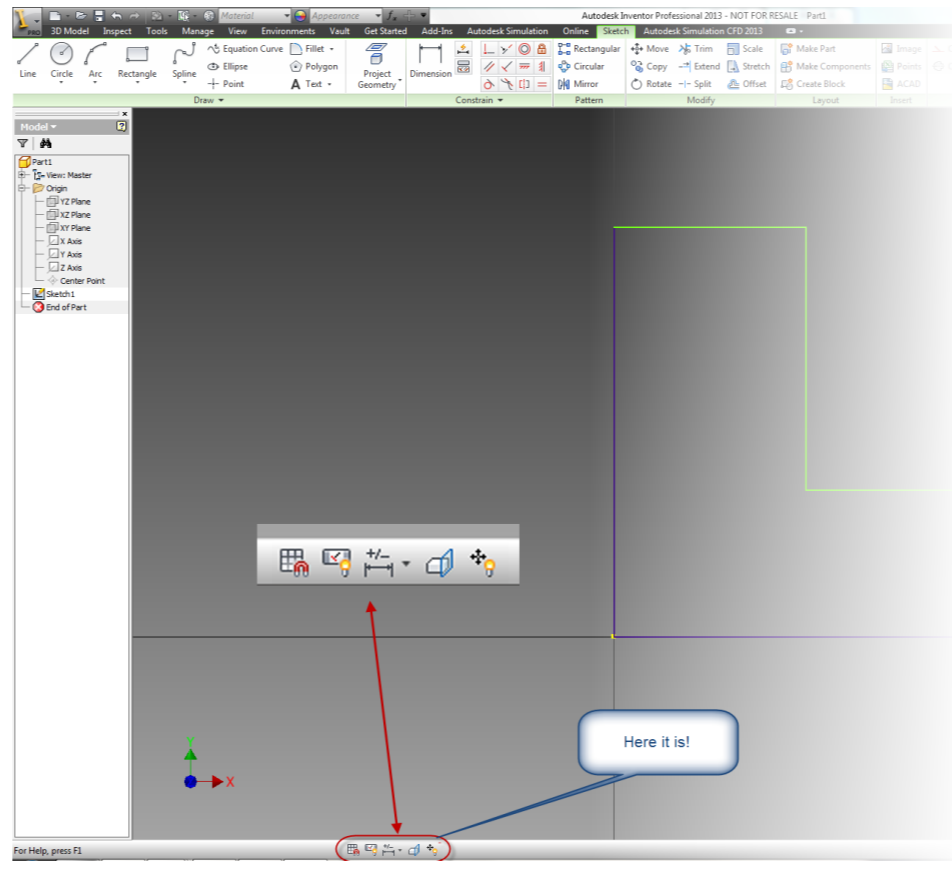 Material Appearance Autodesk Inventor Professional 2013 - NOT FOR RESALE Part1
PRO 3D Model Inspect Tools Manage View Environments Vault Get Started Add-Ins Autodesk Simulation Online Sketch Autodesk Simulation CFD 2013
Equation Curve Fillet Rectangular Move Trim Scale Make Part Image
Ellipse Polygon Circular Copy Extend Stretch Make Components Points
Line Circle Arc Rectangle Spline Project Dimension
Point A Text Geometry Mirror Rotate Split Offset Create Block ACAD
Draw Constrain Pattern Modify Layout Insert
Model
Part1
View: Master
Origin
YZ Plane
XZ Plane
XY Plane
X Axis
Y Axis
Z Axis
Center Point
Sketch1
End of Part
+/-
Here it is!
Y
X
For Help, press F1